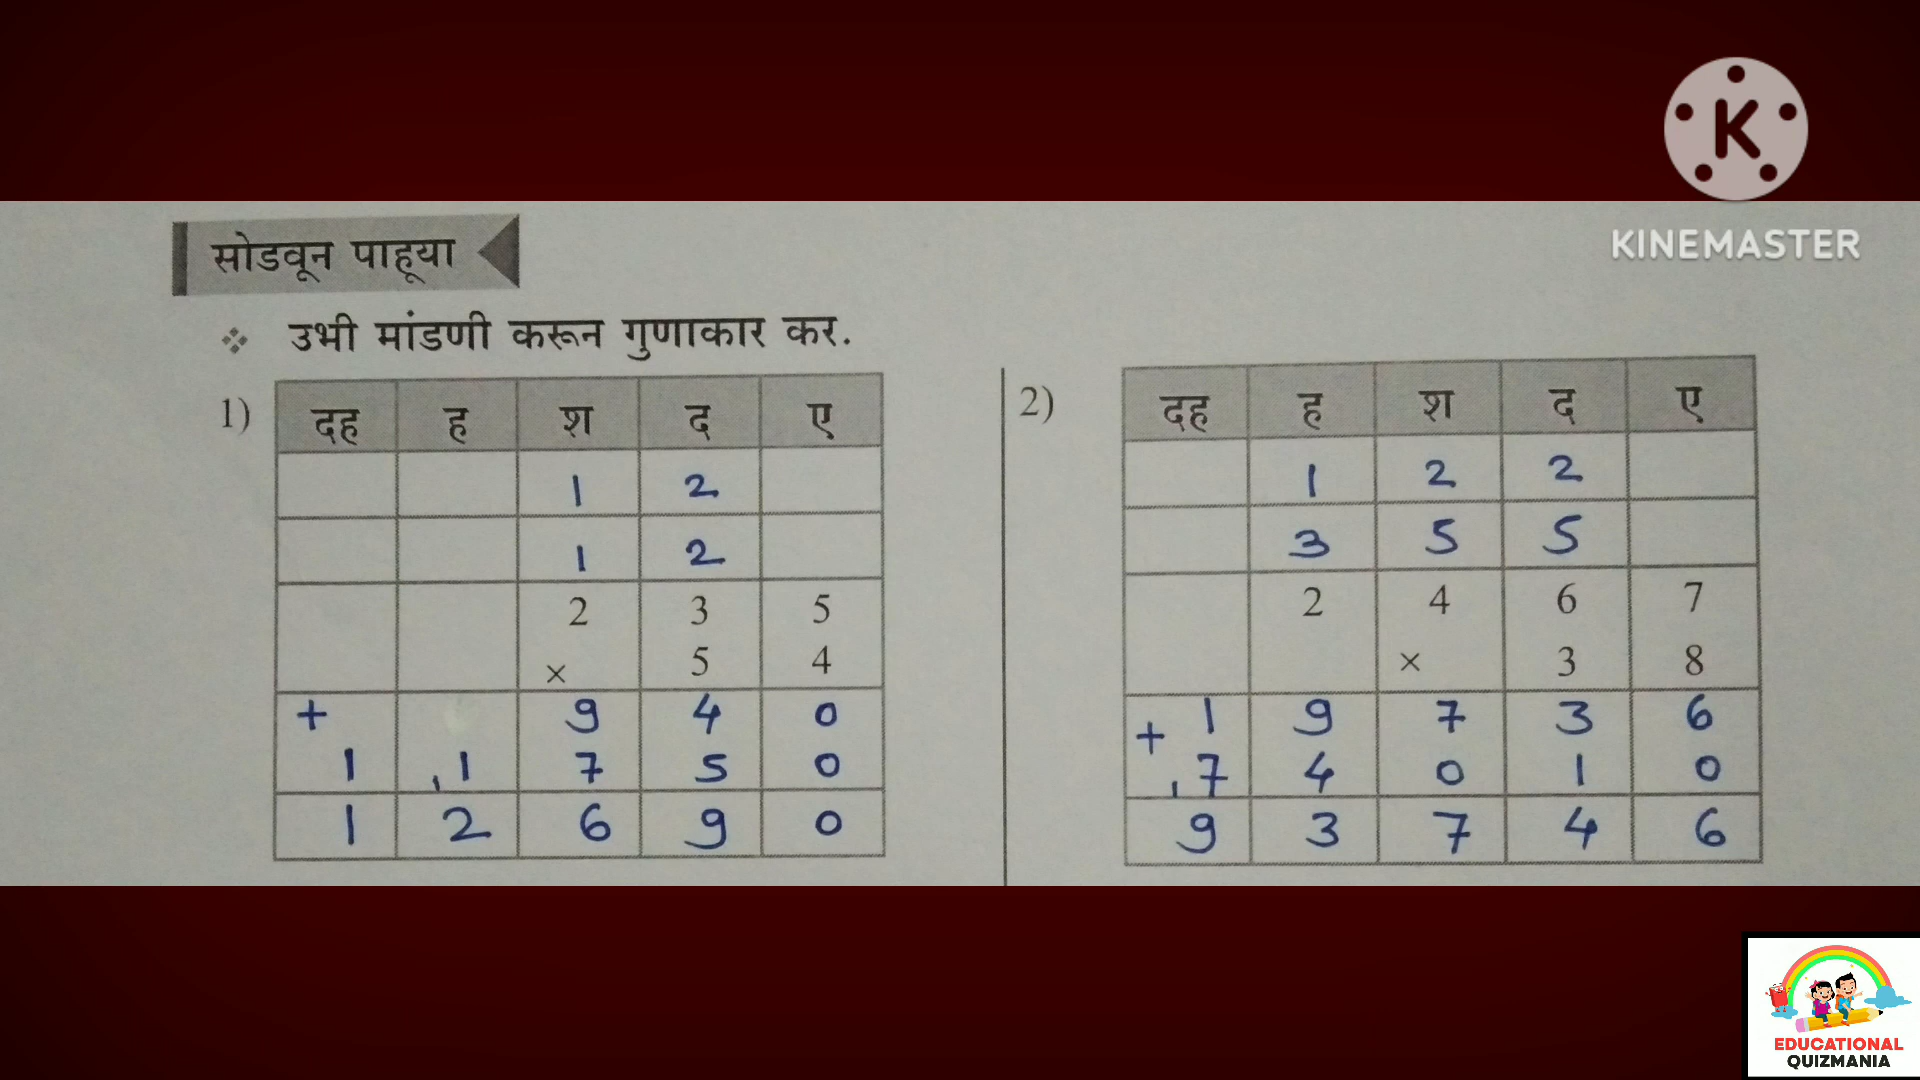 K
KINEMASTER
सोडवून पाहूया
❖ उभी मांडणी करून गुणाकार कर.
1) दह ह श द ए
1 2
1 2
2 3 5
× 5 4
+ 9 4 0
1 ,1 7 5 0
1 2 6 9 0
2) दह ह श द ए
1 2 2
3 5 5
2 4 6 7
× 3 8
+ 1 9 7 3 6
,7 4 0 1 0
9 3 7 4 6
EDUCATIONAL
QUIZMANIA